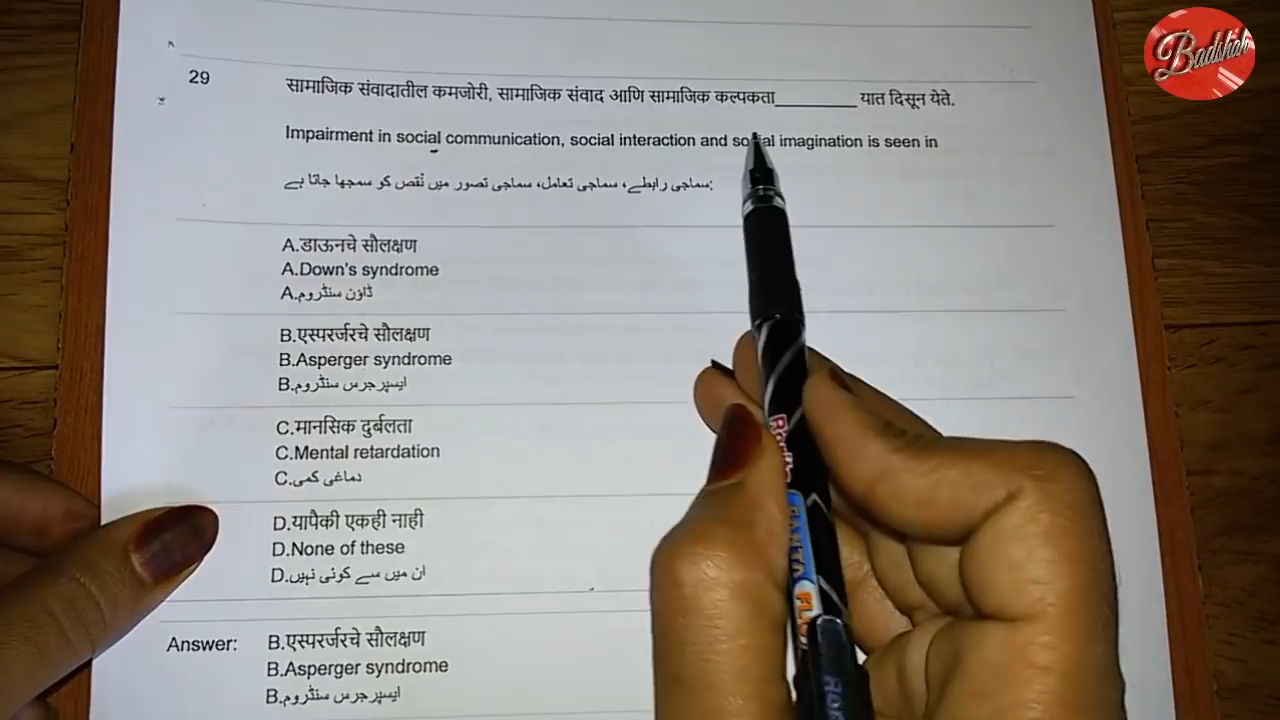 Badshah
29
सामाजिक संवादातील कमजोरी, सामाजिक संवाद आणि सामाजिक कल्पकता_________ यात दिसून येते.
Impairment in social communication, social interaction and social imagination is seen in
سماجی رابطے، سماجی تعامل، سماجی تصور میں نُقص کو سمجھا جاتا ہے:
A.डाऊनचे सौलक्षण
A.Down's syndrome
A.ڈاؤن سنڈروم
B.एस्परर्जरचे सौलक्षण
B.Asperger syndrome
B.ایسپرجرس سنڈروم
C.मानसिक दुर्बलता
C.Mental retardation
C.دماغی کمی
D.यापैकी एकही नाही
D.None of these
D.ان میں سے کوئی نہیں
Answer: B.एस्परर्जरचे सौलक्षण
B.Asperger syndrome
B.ایسپرجرس سنڈروم